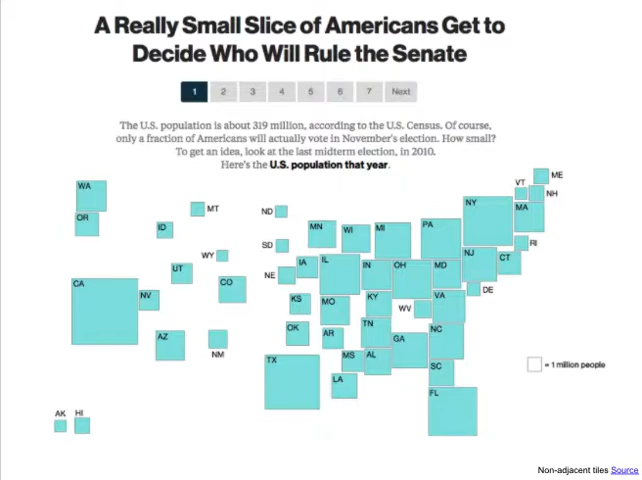 A Really Small Slice of Americans Get to
Decide Who Will Rule the Senate
1 2 3 4 5 6 7 Next
The U.S. population is about 319 million, according to the U.S. Census. Of course,
only a fraction of Americans will actually vote in November's election. How small?
To get an idea, look at the last midterm election, in 2010.
Here's the U.S. population that year.
ME
VT
NH
WA
MT
ND
NY
MA
OR
ID
MN
WI
MI
PA
SD
RI
WY
IA
IL
IN
OH
MD
NJ
CT
UT
NE
CA
NV
CO
DE
KS
MO
KY
WV
VA
AZ
NM
OK
AR
TN
GA
NC
TX
MS
AL
SC
LA
FL
= 1 million people
AK HI
Non-adjacent tiles Source